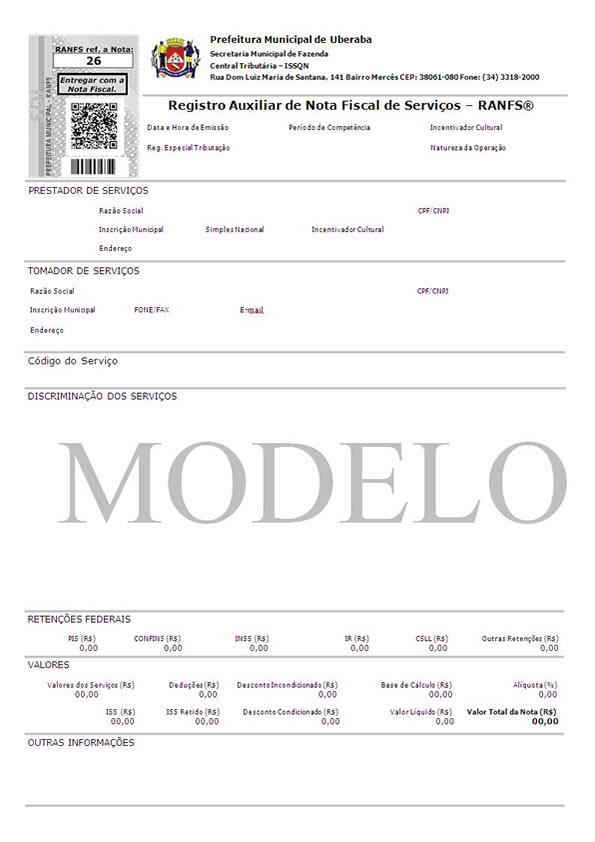 RANFS ref. a Nota:
26
Entregar com a
Nota Fiscal.
PREFEITURA MUNICIPAL - RANFS
Prefeitura Municipal de Uberaba
Secretaria Municipal de Fazenda
Central Tributária – ISSQN
Rua Dom Luiz Maria de Santana, 141 Bairro Mercês CEP: 38061-080 Fone: (34) 3318-2000
Registro Auxiliar de Nota Fiscal de Serviços – RANFS®
Data e Hora de Emissão Período de Competência Incentivador Cultural
Reg. Especial Tributação Natureza da Operação
PRESTADOR DE SERVIÇOS
Razão Social CPF/CNPJ
Inscrição Municipal Simples Nacional Incentivador Cultural
Endereço
TOMADOR DE SERVIÇOS
Razão Social CPF/CNPJ
Inscrição Municipal FONE/FAX E-mail
Endereço
Código do Serviço
DISCRIMINAÇÃO DOS SERVIÇOS
MODELO
RETENÇÕES FEDERAIS
PIS (R$) CONFINS (R$) INSS (R$) IR (R$) CSLL (R$) Outras Retenções (R$)
0,00 0,00 0,00 0,00 0,00 0,00
VALORES
Valores dos Serviços (R$) Deduções (R$) Desconto Incondicionado (R$) Base de Cálculo (R$) Alíquota (%)
00,00 0,00 0,00 00,00 0,00
ISS (R$) ISS Retido (R$) Desconto Condicionado (R$) Valor Líquido (R$) Valor Total da Nota (R$)
00,00 00,00 0,00 0,00 00,00
OUTRAS INFORMAÇÕES